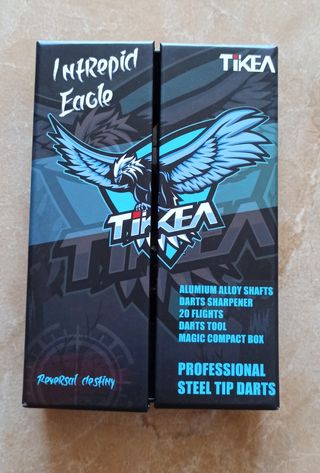 Intrepid
Eagle
TiKEA
TiKEA
ALUMIUM ALLOY SHAFTS
DARTS SHARPENER
20 FLIGHTS
DARTS TOOL
MAGIC COMPACT BOX
Reversal destiny
PROFESSIONAL
STEEL TIP DARTS